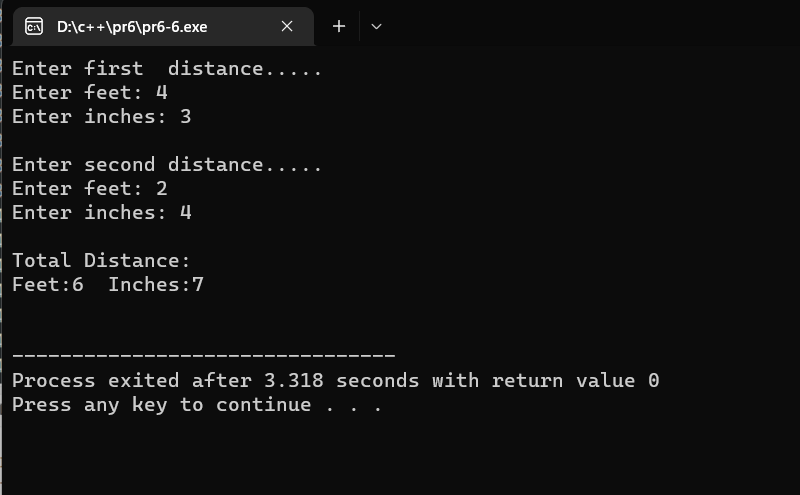 D:\c++\pr6\pr6-6.exe
Enter first  distance.....
Enter feet: 4
Enter inches: 3
Enter second distance.....
Enter feet: 2
Enter inches: 4
Total Distance:
Feet:6  Inches:7
--------------------------------
Process exited after 3.318 seconds with return value 0
Press any key to continue . . .